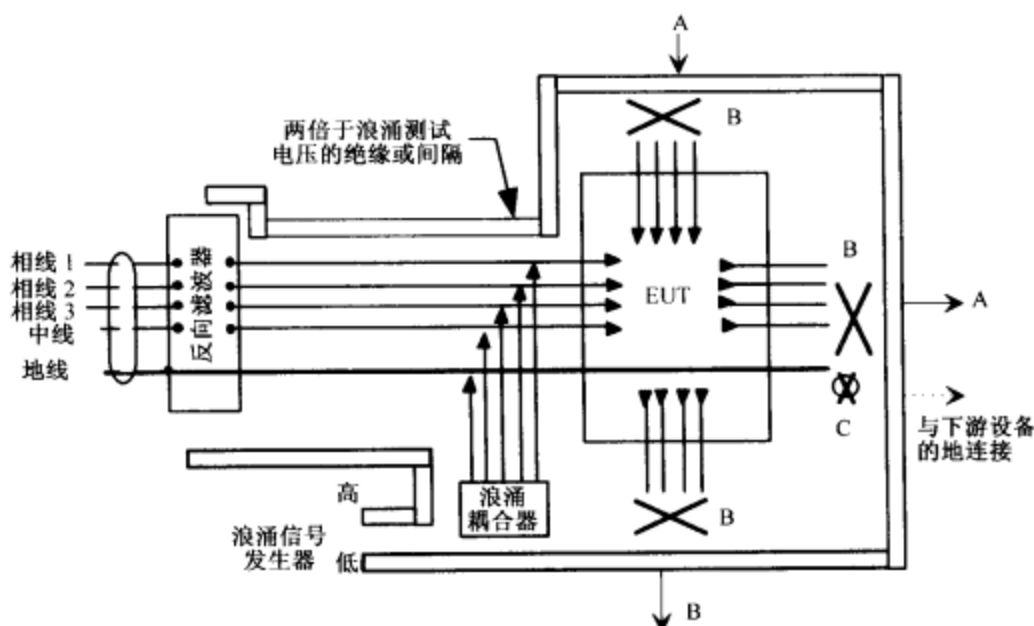 A
B
两倍于浪涌测试
电压的绝缘或间隔
相线 1
相线 2
相线 3
中线
地线
反向滤波器
EUT
B
A
C
与下游设备
的地连接
高
浪涌
耦合器
B
浪涌信号
发生器
低
B